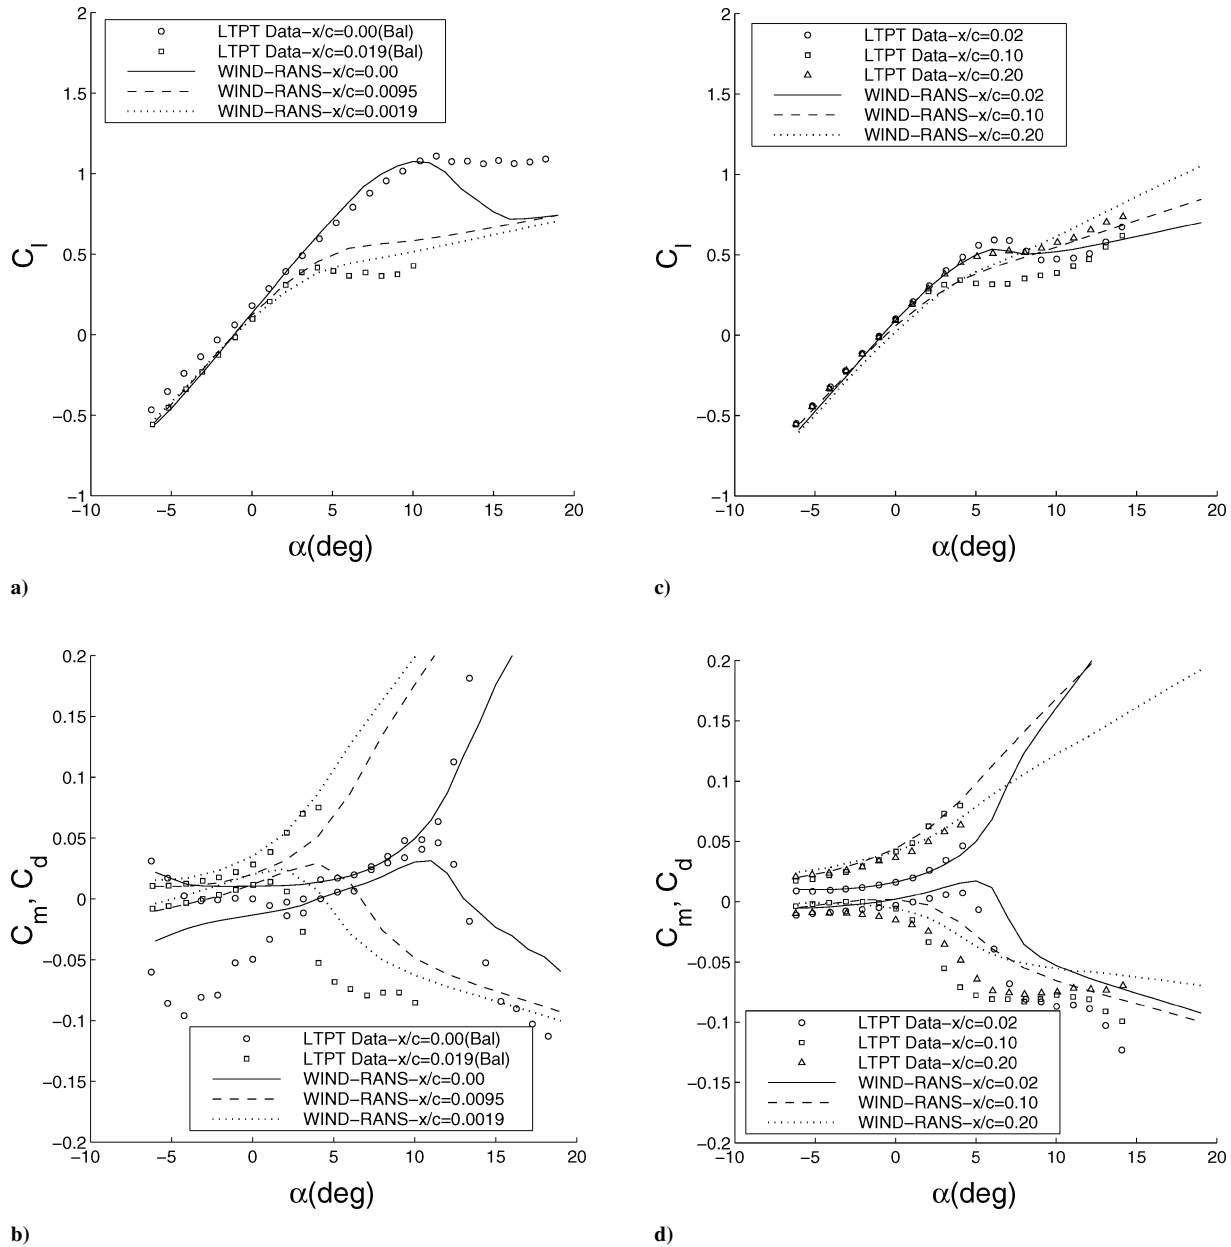 2
1.5
1
0.5
0
−0.5
−1
−10
−5
0
5
10
15
20
C_l
α(deg)
LTPT Data−x/c=0.00(Bal)
LTPT Data−x/c=0.019(Bal)
WIND−RANS−x/c=0.00
WIND−RANS−x/c=0.0095
WIND−RANS−x/c=0.0019
a)
2
1.5
1
0.5
0
−0.5
−1
−10
−5
0
5
10
15
20
C_l
α(deg)
LTPT Data−x/c=0.02
LTPT Data−x/c=0.10
LTPT Data−x/c=0.20
WIND−RANS−x/c=0.02
WIND−RANS−x/c=0.10
WIND−RANS−x/c=0.20
c)
0.2
0.15
0.1
0.05
0
−0.05
−0.1
−0.15
−0.2
−10
−5
0
5
10
15
20
C_m, C_d
α(deg)
LTPT Data−x/c=0.00(Bal)
LTPT Data−x/c=0.019(Bal)
WIND−RANS−x/c=0.00
WIND−RANS−x/c=0.0095
WIND−RANS−x/c=0.0019
b)
0.2
0.15
0.1
0.05
0
−0.05
−0.1
−0.15
−0.2
−10
−5
0
5
10
15
20
C_m, C_d
α(deg)
LTPT Data−x/c=0.02
LTPT Data−x/c=0.10
LTPT Data−x/c=0.20
WIND−RANS−x/c=0.02
WIND−RANS−x/c=0.10
WIND−RANS−x/c=0.20
d)